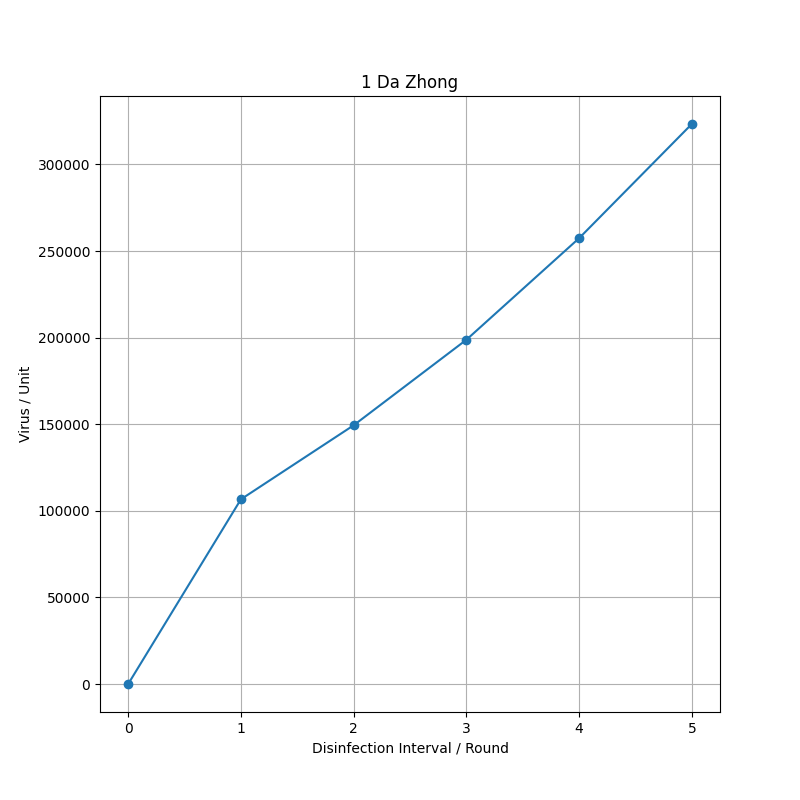 1 Da Zhong
300000
250000
200000
150000
100000
50000
0
Virus / Unit
0 1 2 3 4 5
Disinfection Interval / Round